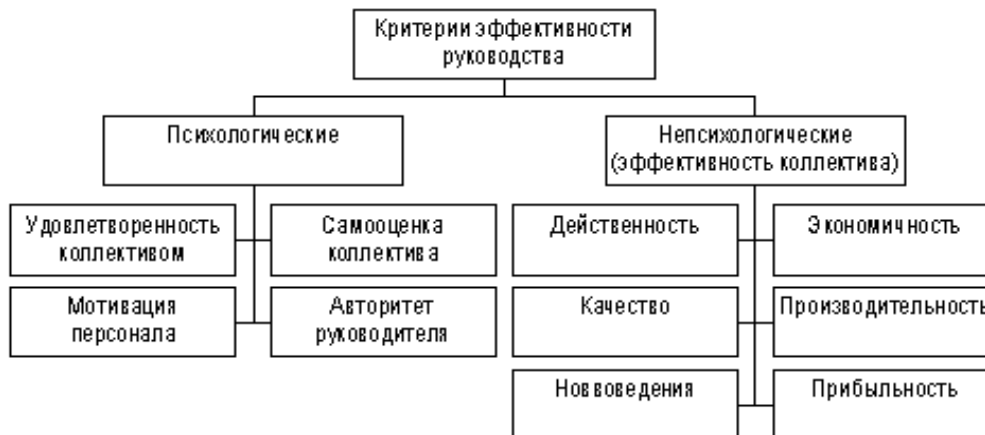 Критерии эффективности
руководства
Психологические
Непсихологические
(эффективность коллектива)
Удовлетворенность
коллективом
Самооценка
коллектива
Действенность
Экономичность
Мотивация
персонала
Авторитет
руководителя
Качество
Производительность
Новвоведения
Прибыльность